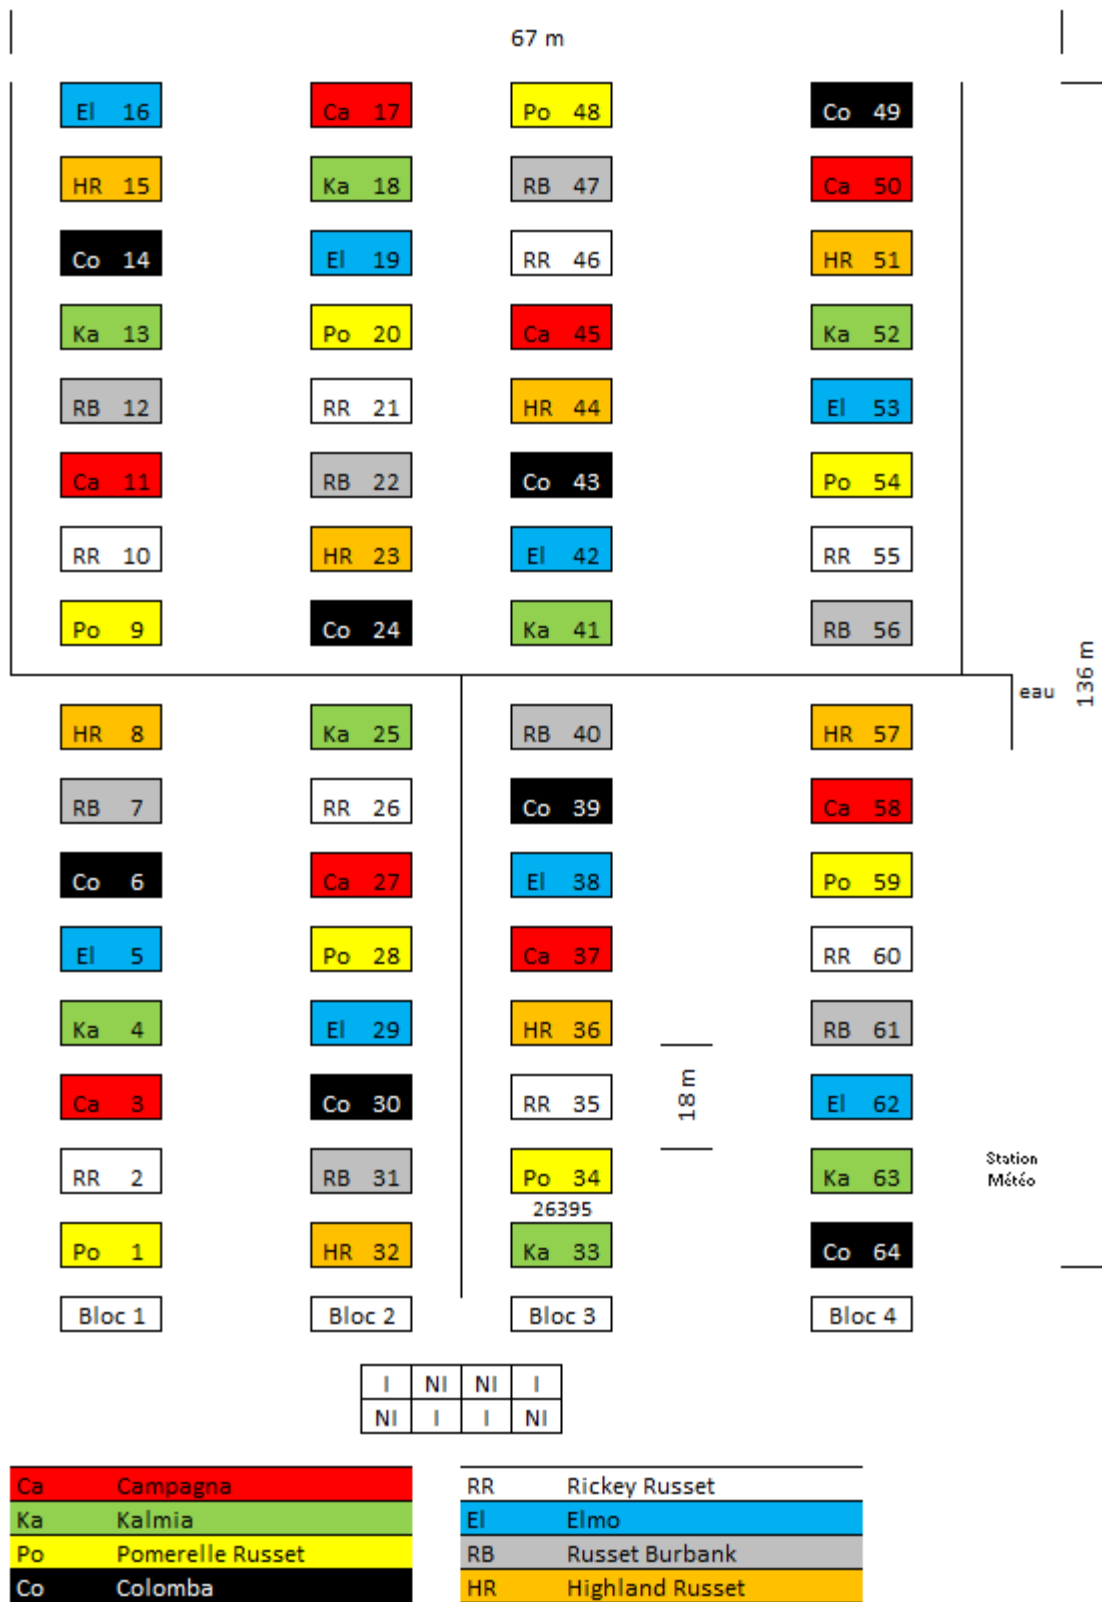 67 m
El 16 Ca 17 Po 48 Co 49
HR 15 Ka 18 RB 47 Ca 50
Co 14 El 19 RR 46 HR 51
Ka 13 Po 20 Ca 45 Ka 52
RB 12 RR 21 HR 44 El 53
Ca 11 RB 22 Co 43 Po 54
RR 10 HR 23 El 42 RR 55
Po 9 Co 24 Ka 41 RB 56
eau
136 m
HR 8 Ka 25 RB 40 HR 57
RB 7 RR 26 Co 39 Ca 58
Co 6 Ca 27 El 38 Po 59
El 5 Po 28 Ca 37 RR 60
Ka 4 El 29 HR 36 RB 61
18 m
Ca 3 Co 30 RR 35 El 62
RR 2 RB 31 Po 34 Ka 63
Station
Météo
26395
Po 1 HR 32 Ka 33 Co 64
Bloc 1 Bloc 2 Bloc 3 Bloc 4
I NI NI I
NI I I NI
Ca Campagna RR Rickey Russet
Ka Kalmia El Elmo
Po Pomerelle Russet RB Russet Burbank
Co Colomba HR Highland Russet